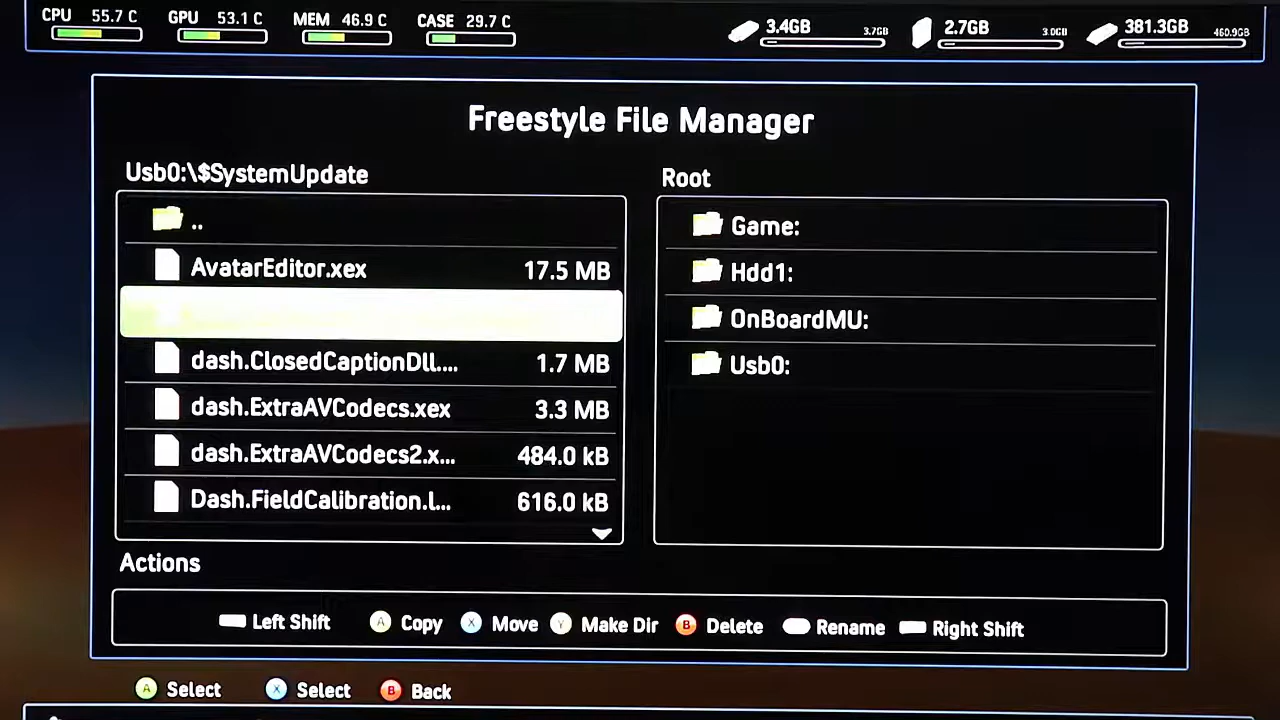 CPU 55.7 C GPU 53.1 C MEM 46.9 C CASE 29.7 C 3.4GB 3.7GB 2.7GB 3.0GB 381.3GB 460.9GB
Freestyle File Manager
Usb0:\$SystemUpdate
..
AvatarEditor.xex 17.5 MB
dash.ClosedCaptionDll.... 1.7 MB
dash.ExtraAVCodecs.xex 3.3 MB
dash.ExtraAVCodecs2.x... 484.0 kB
Dash.FieldCalibration.l... 616.0 kB
Root
Game:
Hdd1:
OnBoardMU:
Usb0:
Actions
Left Shift A Copy X Move Y Make Dir B Delete Rename Right Shift
A Select X Select B Back